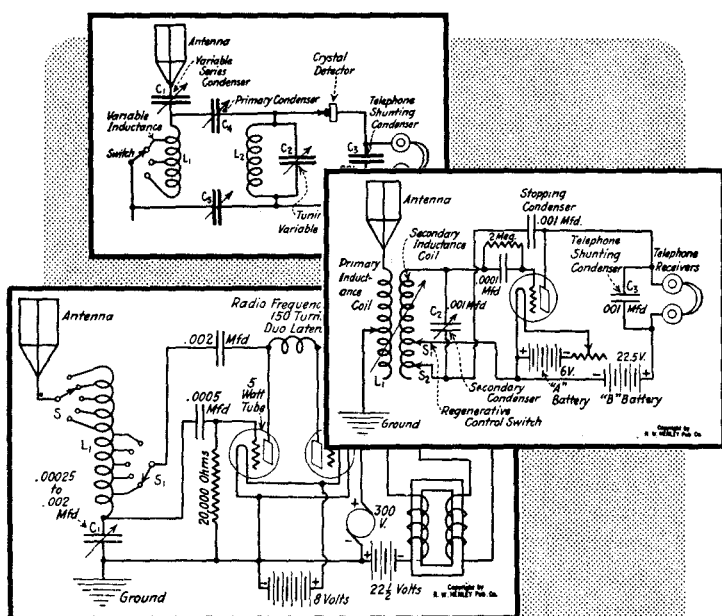 Antenna
Variable
Series
Condenser
C₁
Crystal
Detector
Primary Condenser
C₄
Telephone
Shunting
Condenser
Variable
Inductance
Switch
L₁
L₂
C₂
C₃
.001
C₅
Tuning
Variable
Antenna
Stopping
Condenser
.001 Mfd.
2 Meg.
Secondary
Inductance
Coil
Primary
Induct-
ance
Coil
.0001
Mfd
Telephone
Shunting
Condenser
Telephone
Receivers
C₃
.001 Mfd
C₂
.001 Mfd
S₁
S₂
L₁
Secondary
Condenser
Regenerative
Control Switch
Ground
+
-
6V.
"A"
Battery
22.5V.
-
+
"B" Battery
Copyright by
N. W. HENLEY Pub Co.
Antenna
Radio Frequency
150 Turn
Duo Latera
.002
Mfd
S
L₁
.0005
Mfd
5
Watt
Tube
S₁
.00025
to
.002
Mfd
C₁
20,000 Ohms
+
300
V.
-
+
-
22½ Volts
-
+
8 Volts
Ground
Copyright by
N. W. HENLEY Pub Co.